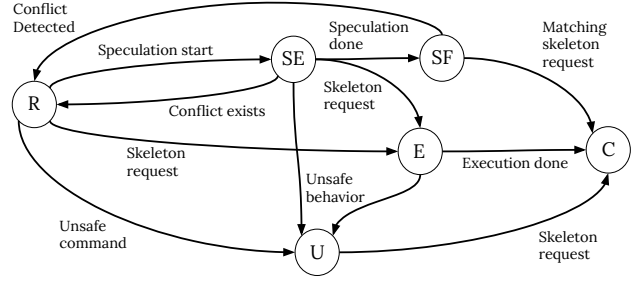 Conflict
Detected
Speculation
done
Matching
skeleton
request
Speculation start
SE
SF
Skeleton
request
R
Conflict exists
Skeleton
request
E
Execution done
C
Unsafe
behavior
Unsafe
command
U
Skeleton
request